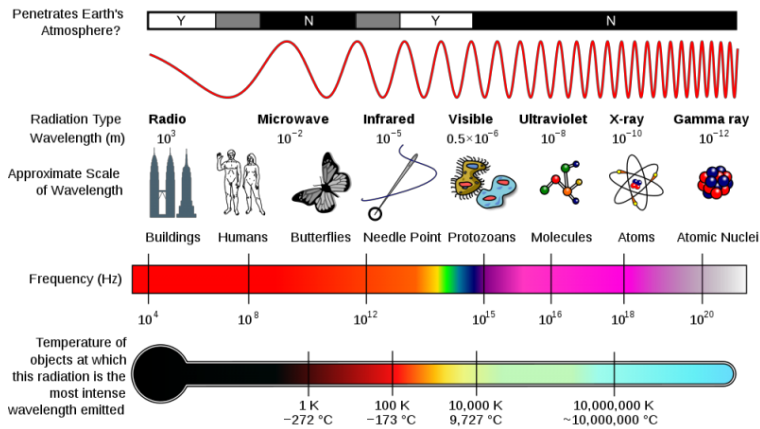 Penetrates Earth's
Atmosphere?
Y N Y N
Radiation Type
Wavelength (m)
Radio Microwave Infrared Visible Ultraviolet X-ray Gamma ray
10³ 10⁻² 10⁻⁵ 0.5×10⁻⁶ 10⁻⁸ 10⁻¹⁰ 10⁻¹²
Approximate Scale
of Wavelength
Buildings Humans Butterflies Needle Point Protozoans Molecules Atoms Atomic Nuclei
Frequency (Hz)
10⁴ 10⁸ 10¹² 10¹⁵ 10¹⁶ 10¹⁸ 10²⁰
Temperature of
objects at which
this radiation is the
most intense
wavelength emitted
1 K 100 K 10,000 K 10,000,000 K
−272 °C −173 °C 9,727 °C ~10,000,000 °C